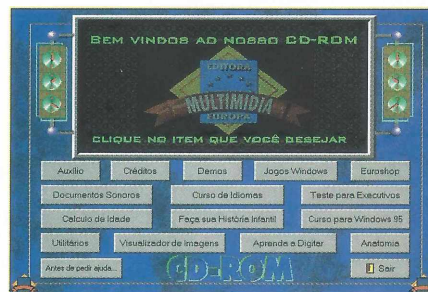 BEM VINDOS AO NOSSO CD-ROM
EDITORA
MULTIMIDIA
EUROPA
CLIQUE NO ITEM QUE VOCÊ DESEJAR
Auxílio Créditos Demos Jogos Windows Euroshop
Documentos Sonoros Curso de Idiomas Teste para Executivos
Calculo de Idade Faça sua História Infantil Curso para Windows 95
Utilitários Visualizador de Imagens Aprenda a Digitar Anatomia
Antes de pedir ajuda... CD-ROM Sair